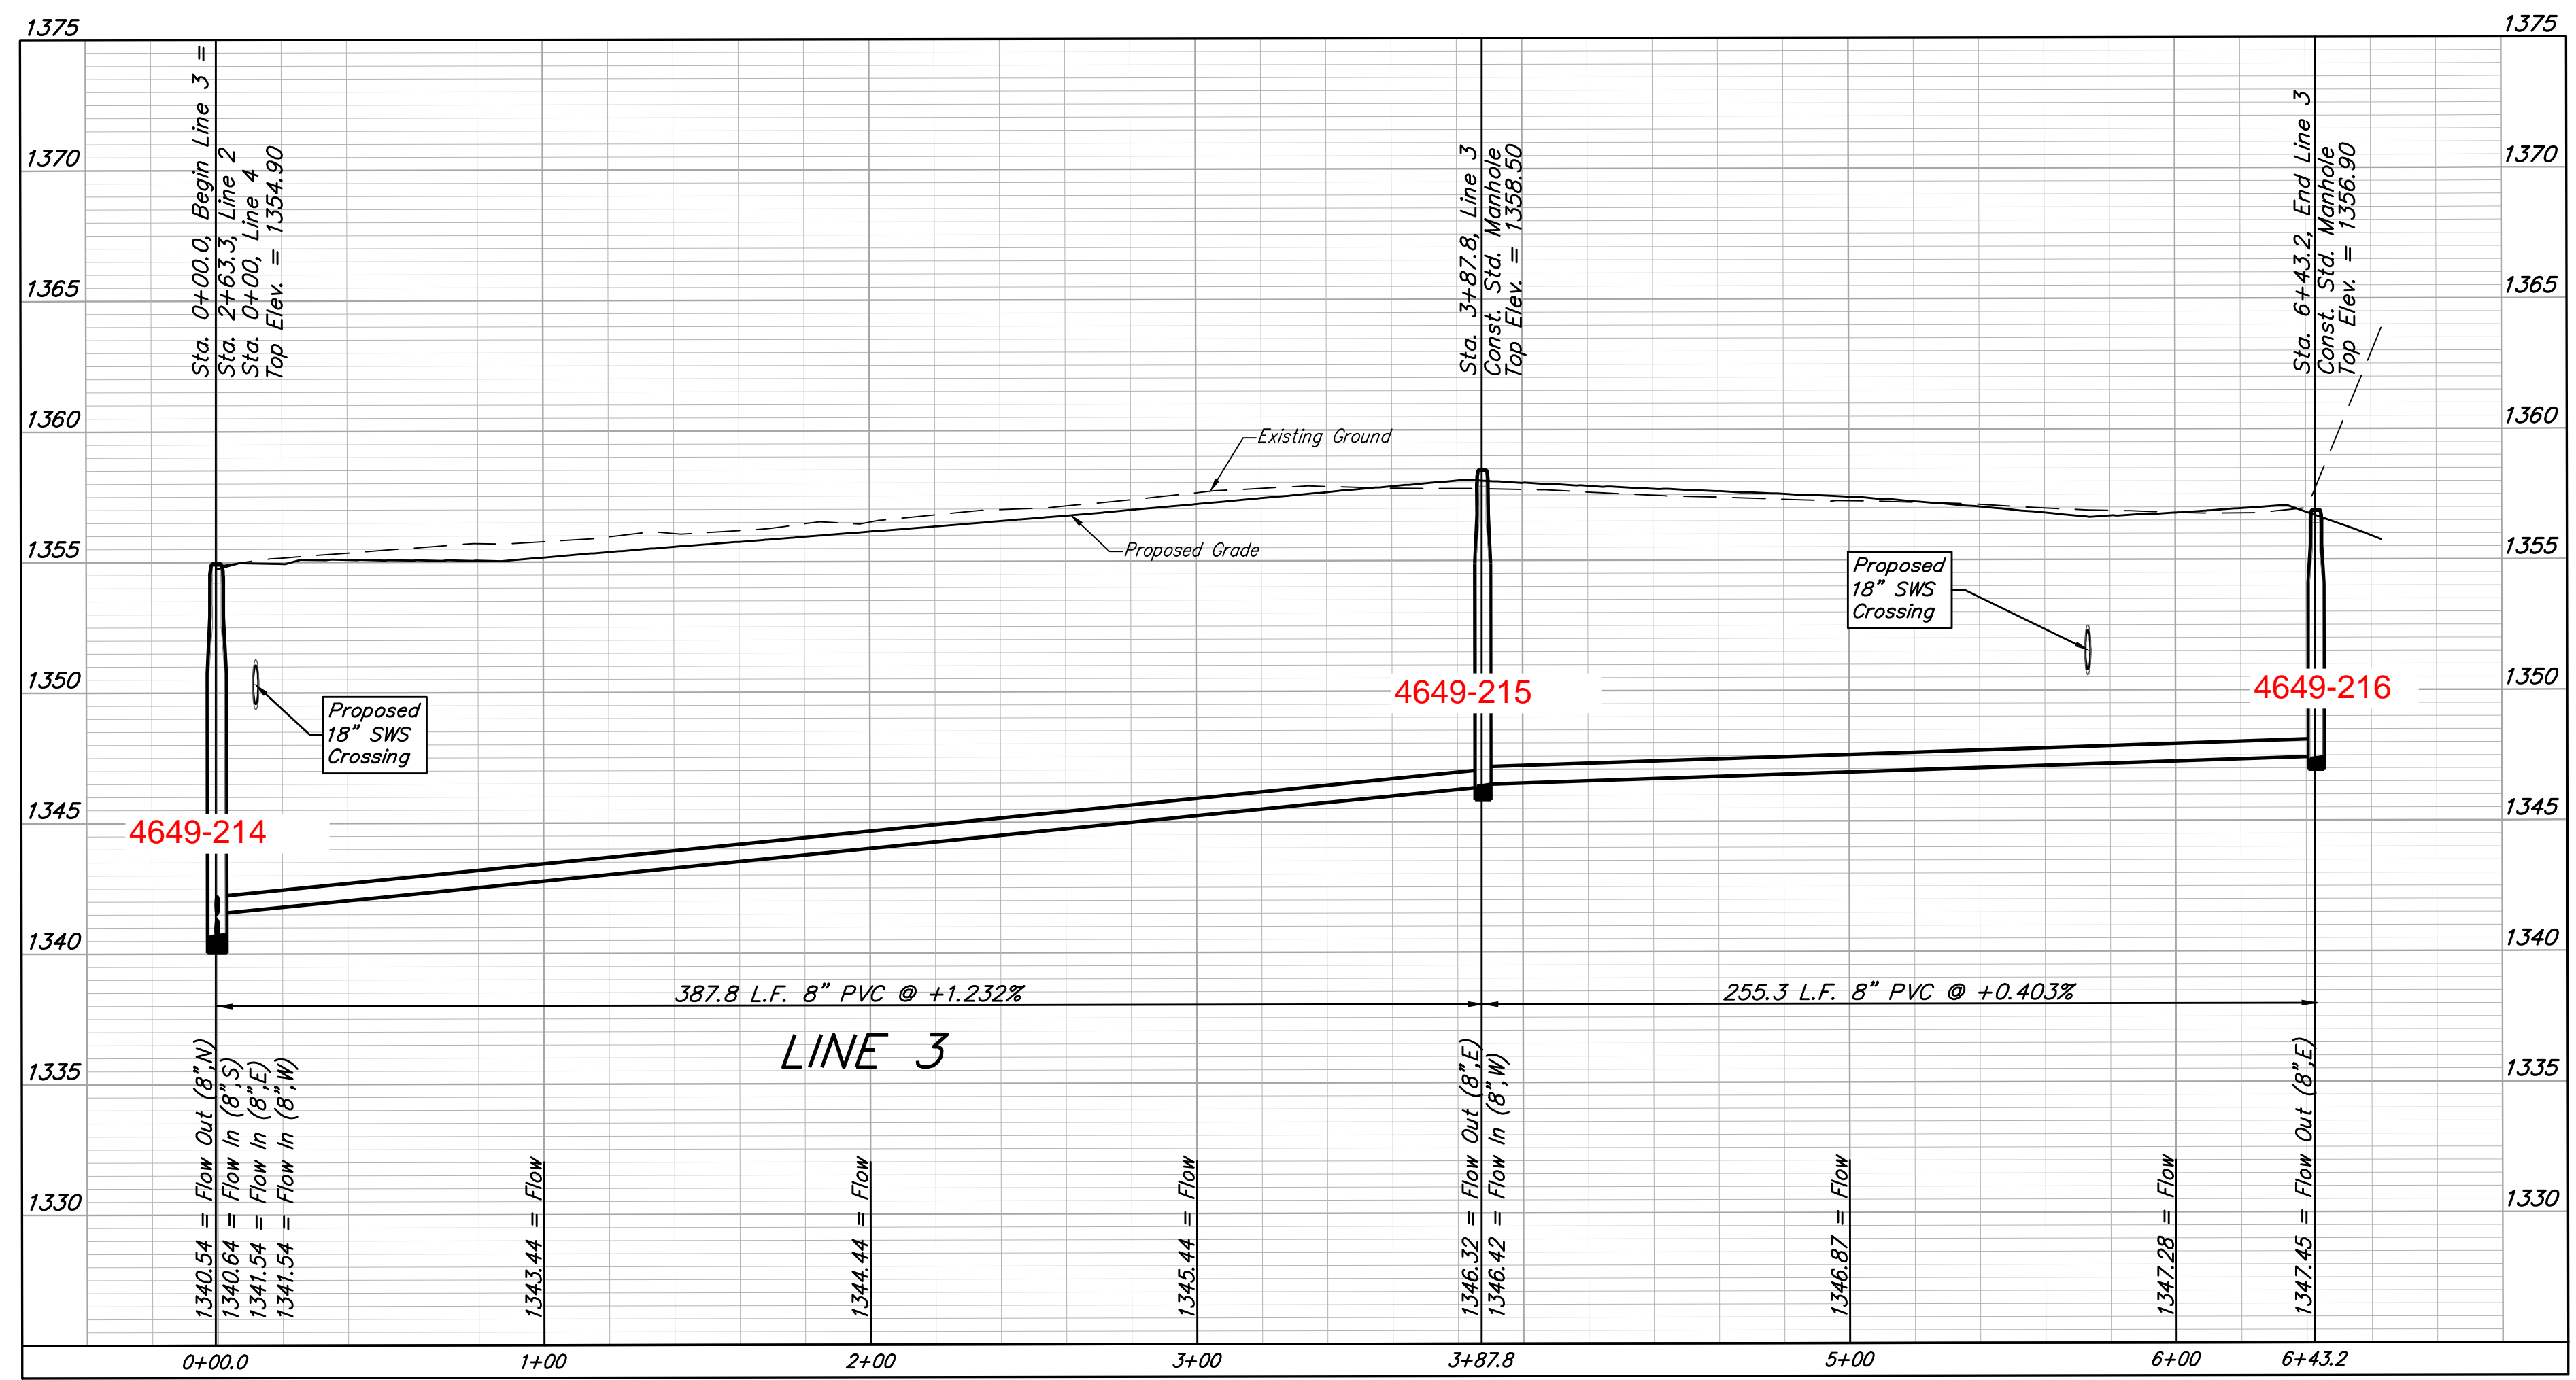 1375
1370
1365
1360
1355
1350
1345
1340
1335
1330
Sta. 0+00.0, Begin Line 3 =
Sta. 2+63.3, Line 2
Sta. 0+00, Line 4
Top Elev. = 1354.90
Sta. 3+87.8, Line 3
Const. Std. Manhole
Top Elev. = 1358.50
Sta. 6+43.2, End Line 3
Const. Std. Manhole
Top Elev. = 1356.90
1375
1370
1365
1360
1355
1350
1345
1340
1335
1330
Existing Ground
Proposed Grade
Proposed
18" SWS
Crossing
Proposed
18" SWS
Crossing
4649-214
4649-215
4649-216
387.8 L.F. 8" PVC @ +1.232%
255.3 L.F. 8" PVC @ +0.403%
LINE 3
1340.54 = Flow Out (8",N)
1340.64 = Flow In (8",S)
1341.54 = Flow In (8",E)
1341.54 = Flow In (8",W)
1343.44 = Flow
1344.44 = Flow
1345.44 = Flow
1346.32 = Flow Out (8",E)
1346.42 = Flow In (8",W)
1346.87 = Flow
1347.28 = Flow
1347.45 = Flow Out (8",E)
0+00.0
1+00
2+00
3+00
3+87.8
5+00
6+00
6+43.2